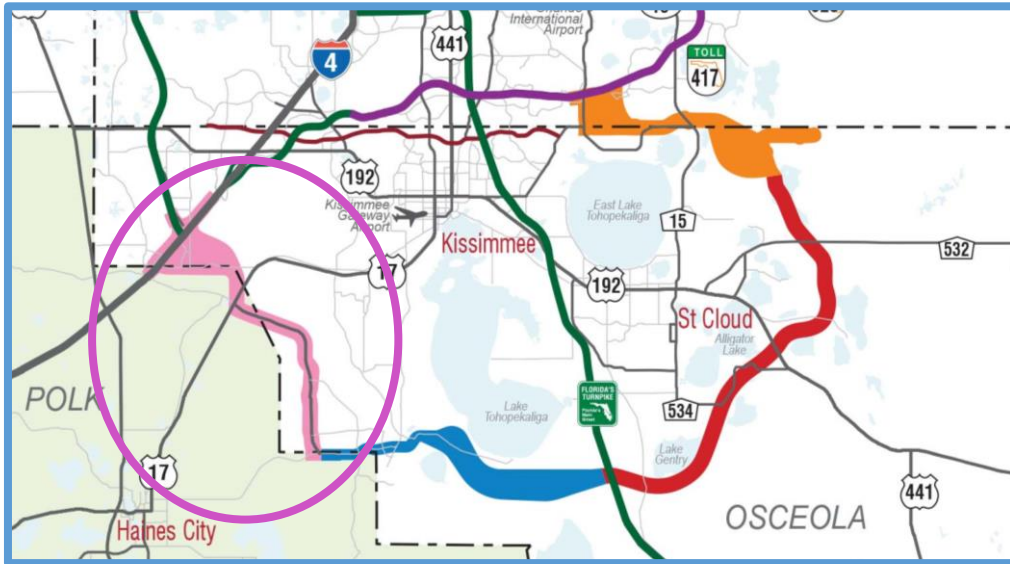 International
Airport
441
4
TOLL
417
192
Kissimmee
Gateway
Airport
East Lake
Tohopekaliga
15
532
Kissimmee
17
192
St Cloud
Alligator
Lake
POLK
FLORIDA'S
TURNPIKE
Lake
Tohopekaliga
534
Lake
Gentry
17
441
Haines City
OSCEOLA